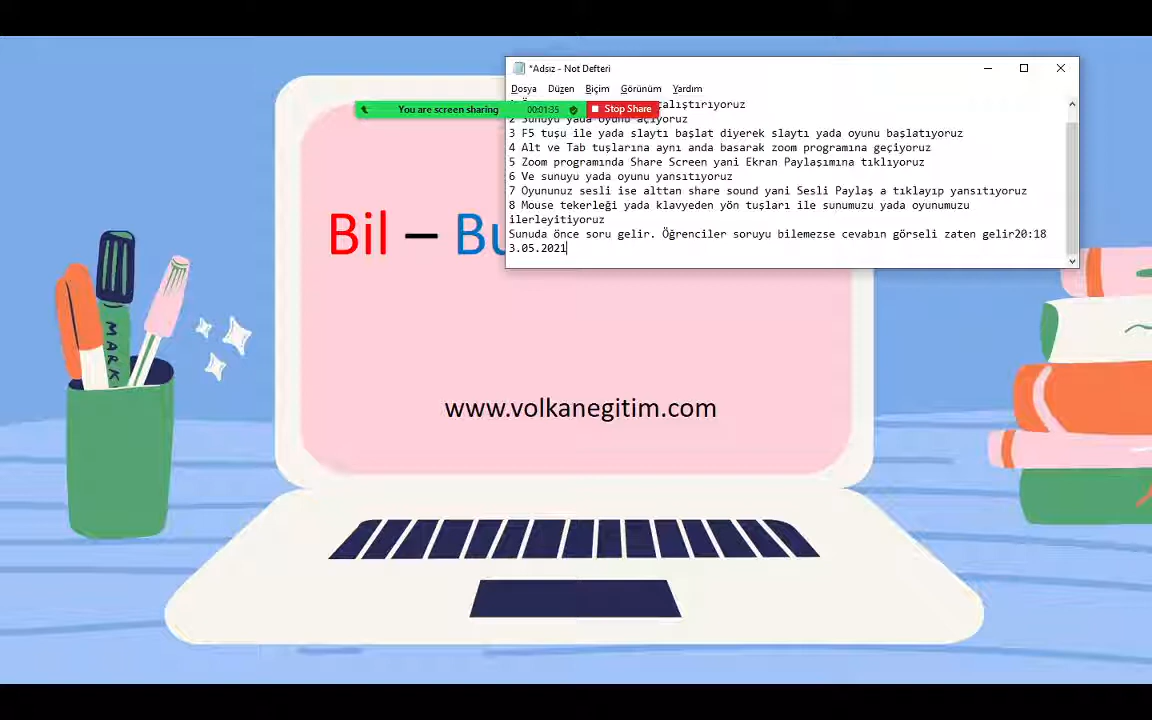 *Adsız - Not Defteri
Dosya Düzen Biçim Görünüm Yardım
çalıştırıyoruz
You are screen sharing 00:01:35 Stop Share
2 Sunuyu yada oyunu açıyoruz
3 F5 tuşu ile yada slaytı başlat diyerek slaytı yada oyunu başlatıyoruz
4 Alt ve Tab tuşlarına aynı anda basarak zoom programına geçiyoruz
5 Zoom programında Share Screen yani Ekran Paylaşımına tıklıyoruz
6 Ve sunuyu yada oyunu yansıtıyoruz
7 Oyununuz sesli ise alttan share sound yani Sesli Paylaş a tıklayıp yansıtıyoruz
8 Mouse tekerleği yada klavyeden yön tuşları ile sunumuzu yada oyunumuzu
ilerleyitiyoruz
Sunuda önce soru gelir. Öğrenciler soruyu bilemezse cevabın görseli zaten gelir20:18
3.05.2021
Bil – Bu
www.volkanegitim.com
MARK